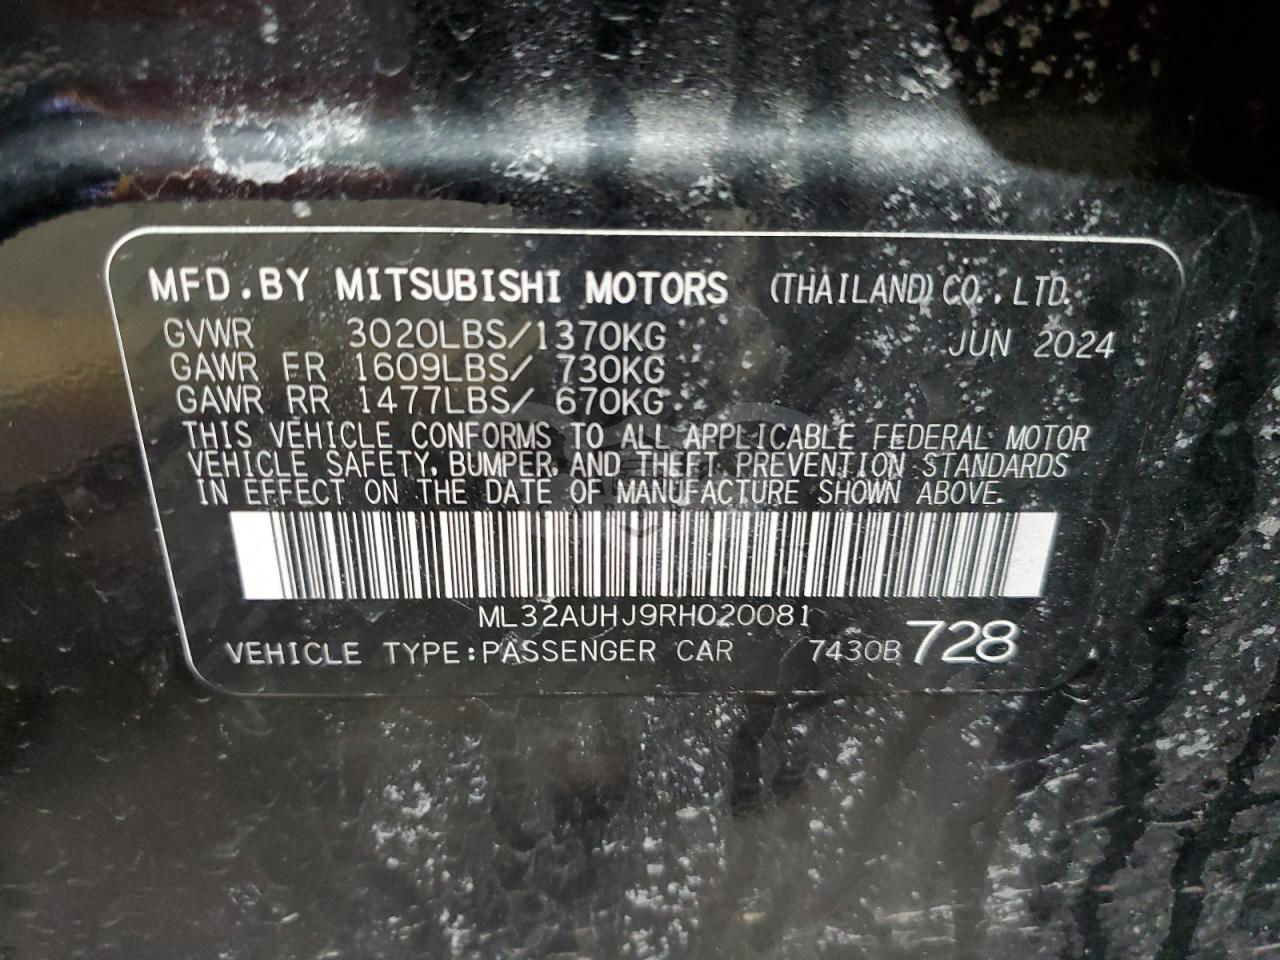 MFD.BY MITSUBISHI MOTORS (THAILAND) CO.,LTD.
GVWR 3020LBS/1370KG JUN 2024
GAWR FR 1609LBS/ 730KG
GAWR RR 1477LBS/ 670KG
THIS VEHICLE CONFORMS TO ALL APPLICABLE FEDERAL MOTOR
VEHICLE SAFETY, BUMPER, AND THEFT PREVENTION STANDARDS
IN EFFECT ON THE DATE OF MANUFACTURE SHOWN ABOVE.
ML32AUHJ9RH020081
VEHICLE TYPE:PASSENGER CAR 7430B 728